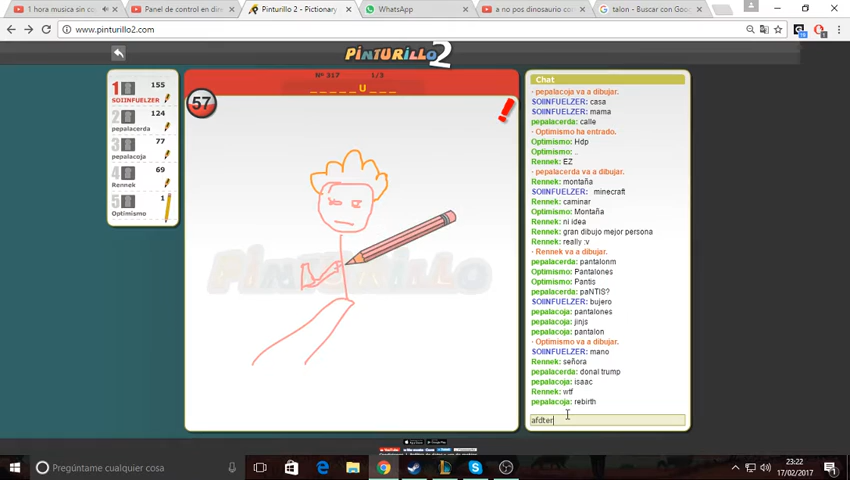 1 hora musica sin co
Panel de control en dire
Pinturillo 2 - Pictionary
WhatsApp
a no pos dinosaurio co
talon - Buscar con Goog
www.pinturillo2.com
PINTURILLO 2
1 155
SOIINFUELZER
2 124
pepalacerda
3 77
pepalacoja
4 69
Rennek
5 1
Optimismo
Nº 317 1/3
_ _ _ _ _ U _ _ _
57
!
PINTURILLO
Chat
· pepalacoja va a dibujar.
SOIINFUELZER: casa
SOIINFUELZER: mama
pepalacerda: calle
· Optimismo ha entrado.
Optimismo: Hdp
Optimismo: ..
Rennek: EZ
· pepalacerda va a dibujar.
Rennek: montaña
SOIINFUELZER: minecraft
Rennek: caminar
Optimismo: Montaña
Rennek: ni idea
Rennek: gran dibujo mejor persona
Rennek: really :v
· Rennek va a dibujar.
pepalacerda: pantalonm
Optimismo: Pantalones
Optimismo: Pantis
pepalacerda: paNTIS?
SOIINFUELZER: bujero
pepalacoja: pantalones
pepalacoja: jinjs
pepalacoja: pantalon
· Optimismo va a dibujar.
SOIINFUELZER: mano
Rennek: señora
pepalacerda: donal trump
pepalacoja: isaac
Rennek: wtf
pepalacoja: rebirth
afdter
Pregúntame cualquier cosa
23:22
17/02/2017